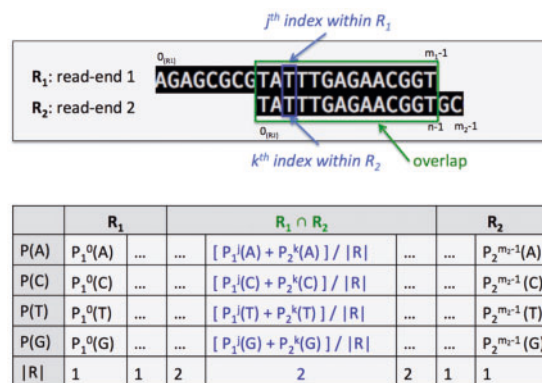 jth index within R1
0(R1) m1-1
R1: read-end 1 AGAGCGCGTATTTGAGAACGGT
R2: read-end 2 TATTTGAGAACGGTGC
0(R2) n-1 m2-1
kth index within R2 overlap
R1 R1 ∩ R2 R2
P(A) P1^0(A) ... ... [ P1^j(A) + P2^k(A) ] / |R| ... ... P2^m2-1(A)
P(C) P1^0(C) ... ... [ P1^j(C) + P2^k(C) ] / |R| ... ... P2^m2-1(C)
P(T) P1^0(T) ... ... [ P1^j(T) + P2^k(T) ] / |R| ... ... P2^m2-1(T)
P(G) P1^0(G) ... ... [ P1^j(G) + P2^k(G) ] / |R| ... ... P2^m2-1(G)
|R| 1 1 2 2 2 1 1